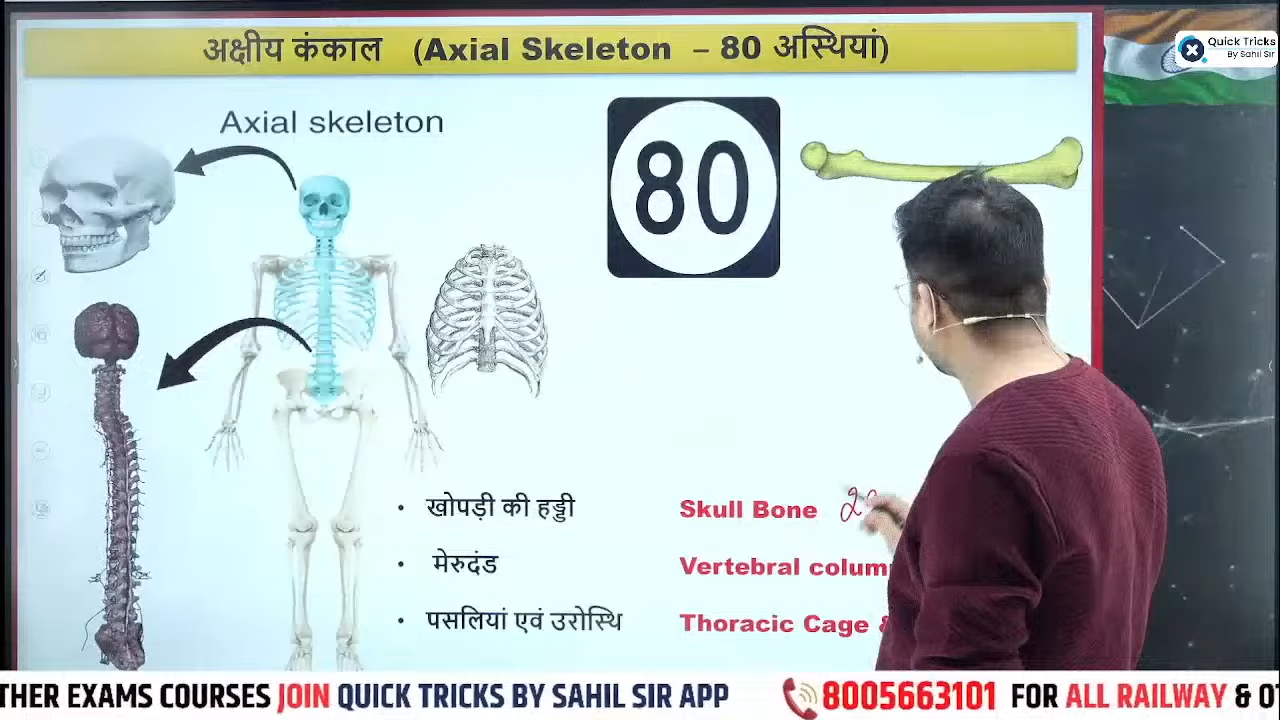 अक्षीय कंकाल (Axial Skeleton – 80 अस्थियां)
Quick Tricks
By Sahil Sir
Axial skeleton
80
खोपड़ी की हड्डी Skull Bone
मेरुदंड Vertebral colum
पसलियां एवं उरोस्थि Thoracic Cage &
THER EXAMS COURSES JOIN QUICK TRICKS BY SAHIL SIR APP 8005663101 FOR ALL RAILWAY & OT